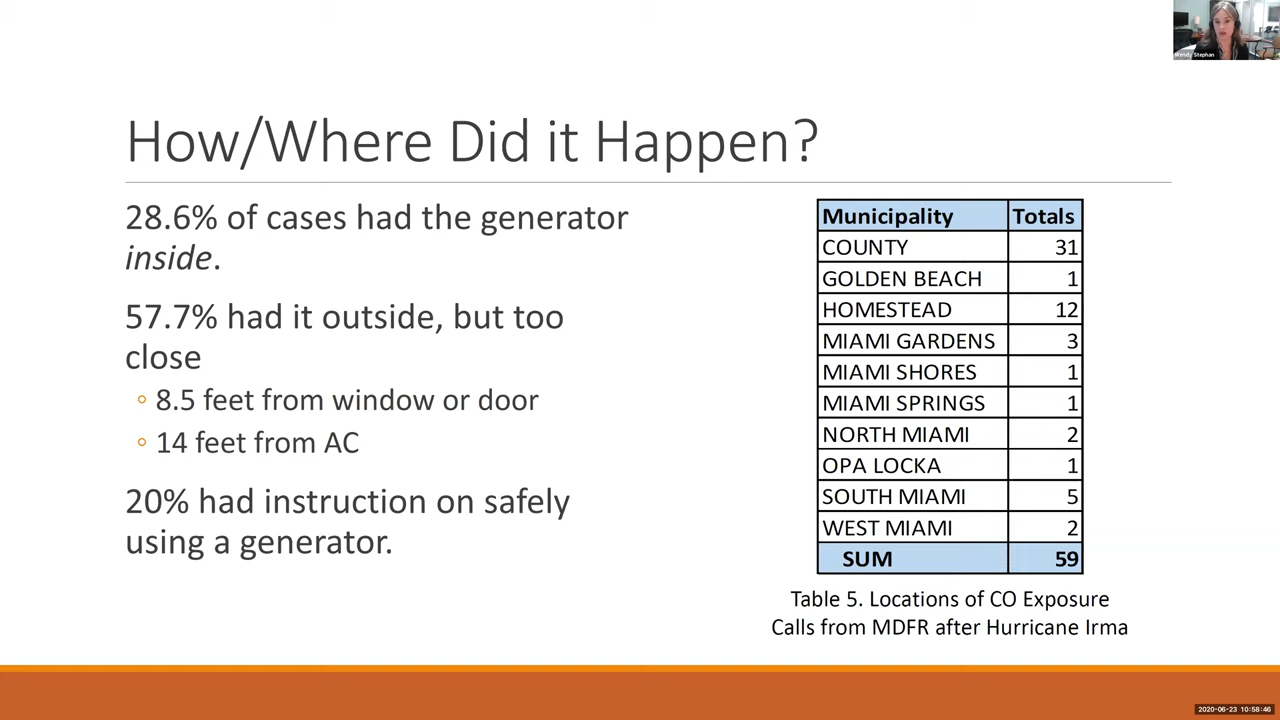 Wendy Stephan
How/Where Did it Happen?
28.6% of cases had the generator
inside.
57.7% had it outside, but too
close
◦ 8.5 feet from window or door
◦ 14 feet from AC
20% had instruction on safely
using a generator.
Municipality Totals
COUNTY 31
GOLDEN BEACH 1
HOMESTEAD 12
MIAMI GARDENS 3
MIAMI SHORES 1
MIAMI SPRINGS 1
NORTH MIAMI 2
OPA LOCKA 1
SOUTH MIAMI 5
WEST MIAMI 2
SUM 59
Table 5. Locations of CO Exposure
Calls from MDFR after Hurricane Irma
2020-06-23 10:58:46